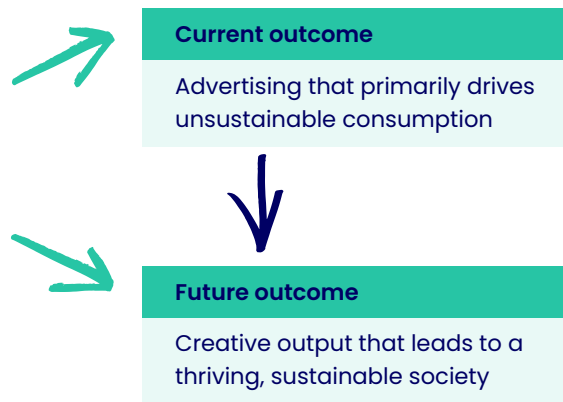 Current outcome
Advertising that primarily drives
unsustainable consumption
Future outcome
Creative output that leads to a
thriving, sustainable society